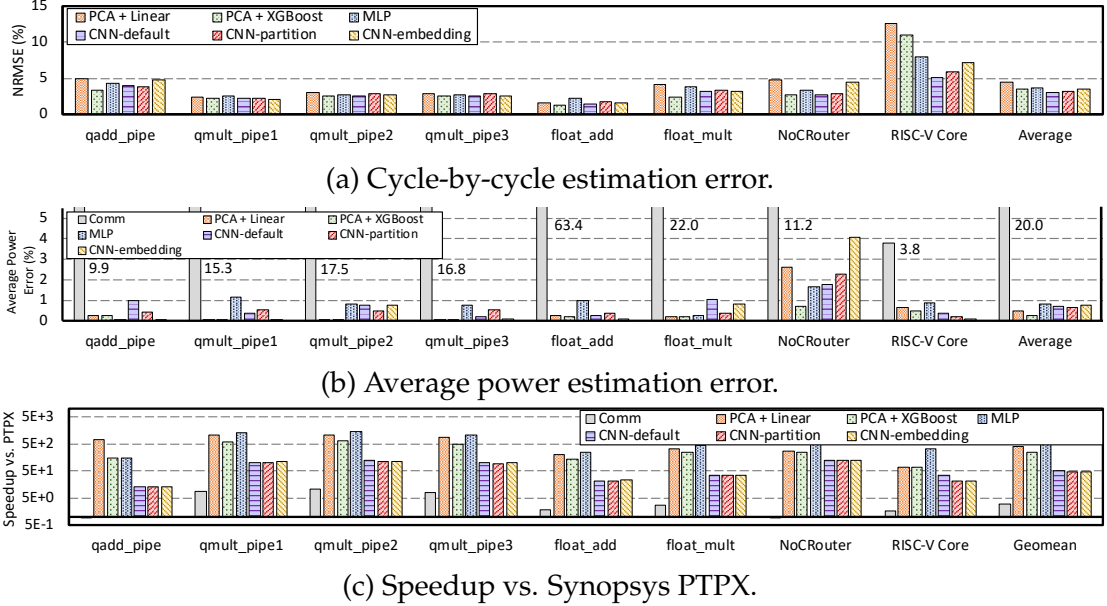 15
10
5
0
NRMSE (%)
PCA + Linear PCA + XGBoost MLP
CNN-default CNN-partition CNN-embedding
qadd_pipe qmult_pipe1 qmult_pipe2 qmult_pipe3 float_add float_mult NoCRouter RISC-V Core Average
(a) Cycle-by-cycle estimation error.
5
4
3
2
1
0
Average Power
Error (%)
Comm PCA + Linear PCA + XGBoost
MLP CNN-default CNN-partition
CNN-embedding
9.9 15.3 17.5 16.8 63.4 22.0 11.2 3.8 20.0
qadd_pipe qmult_pipe1 qmult_pipe2 qmult_pipe3 float_add float_mult NoCRouter RISC-V Core Average
(b) Average power estimation error.
5E+3
5E+2
5E+1
5E+0
5E-1
Speedup vs. PTPX
Comm PCA + Linear PCA + XGBoost MLP
CNN-default CNN-partition CNN-embedding
qadd_pipe qmult_pipe1 qmult_pipe2 qmult_pipe3 float_add float_mult NoCRouter RISC-V Core Geomean
(c) Speedup vs. Synopsys PTPX.